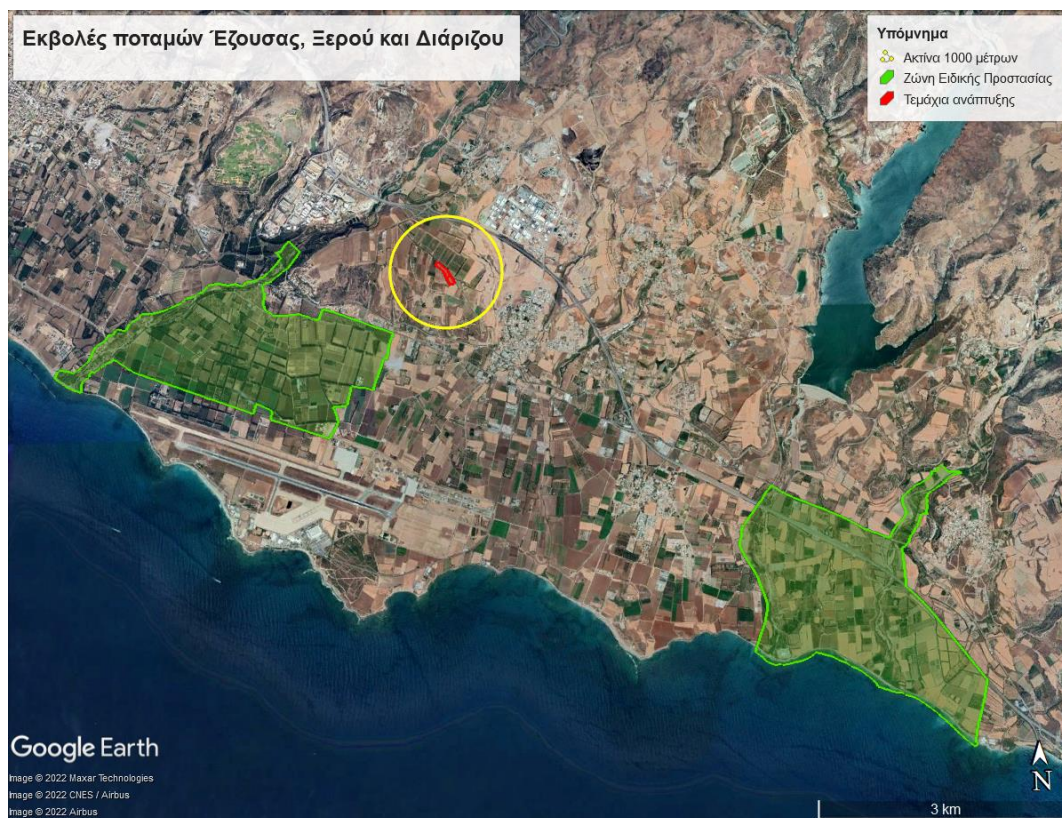 Εκβολές ποταμών Έζουσας, Ξερού και Διάριζου
Υπόμνημα
Ακτίνα 1000 μέτρων
Ζώνη Ειδικής Προστασίας
Τεμάχια ανάπτυξης
Google Earth
Image © 2022 Maxar Technologies
Image © 2022 CNES / Airbus
Image © 2022 Airbus
N
3 km